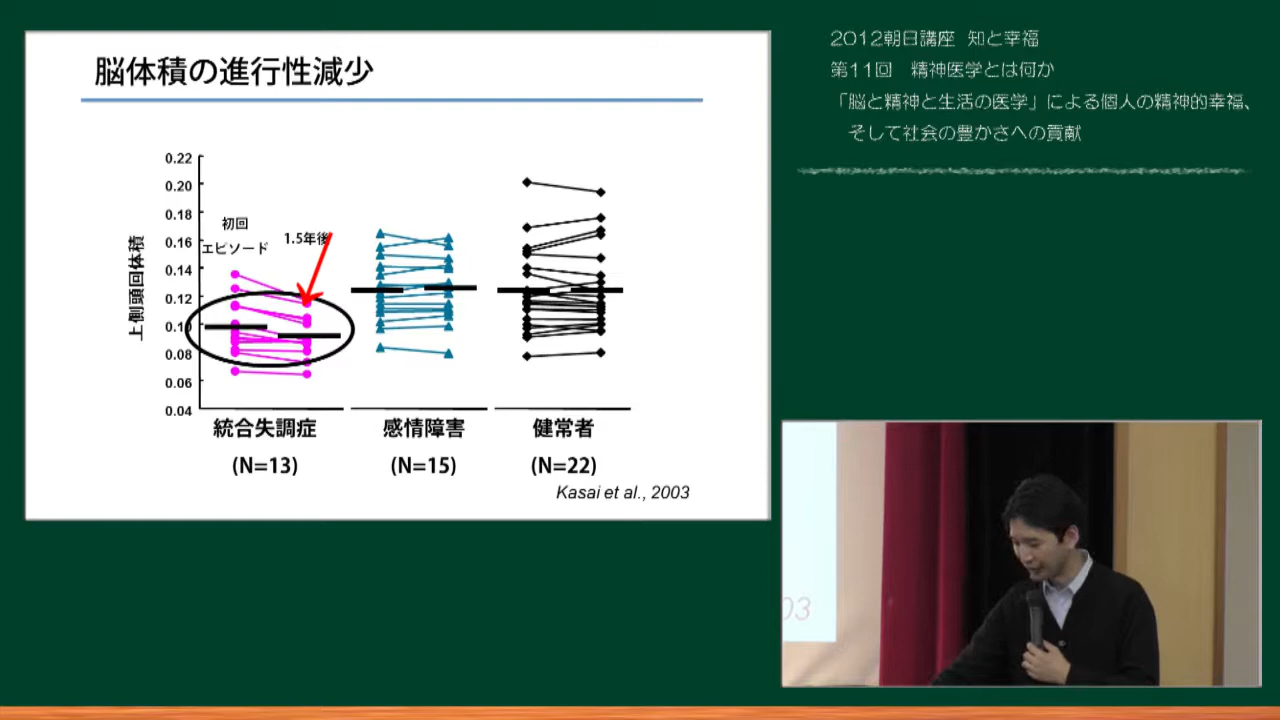 脳体積の進行性減少
上側頭回体積
0.22
0.20
0.18
0.16
0.14
0.12
0.10
0.08
0.06
0.04
初回
エピソード
1.5年後
統合失調症
(N=13)
感情障害
(N=15)
健常者
(N=22)
Kasai et al., 2003
2012朝日講座 知と幸福
第11回 精神医学とは何か
「脳と精神と生活の医学」による個人の精神的幸福、
そして社会の豊かさへの貢献
03